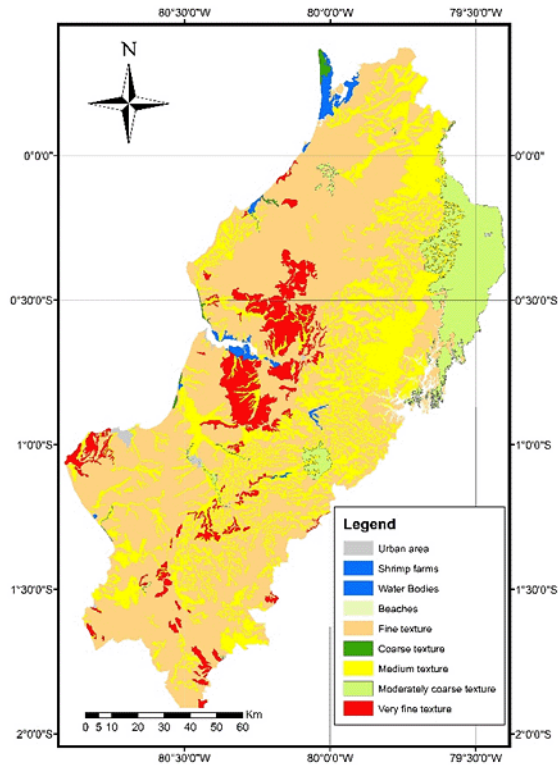 80°30'0"W 80°0'0"W 79°30'0"W
N
0°0'0" 0°0'0"
0°30'0"S 0°30'0"S
1°0'0"S 1°0'0"S
Legend
Urban area
Shrimp farms
Water Bodies
Beaches
Fine texture
Coarse texture
Medium texture
Moderately coarse texture
Very fine texture
1°30'0"S 1°30'0"S
Km
0 5 10 20 30 40 50 60
2°0'0"S 2°0'0"S
80°30'0"W 80°0'0"W 79°30'0"W